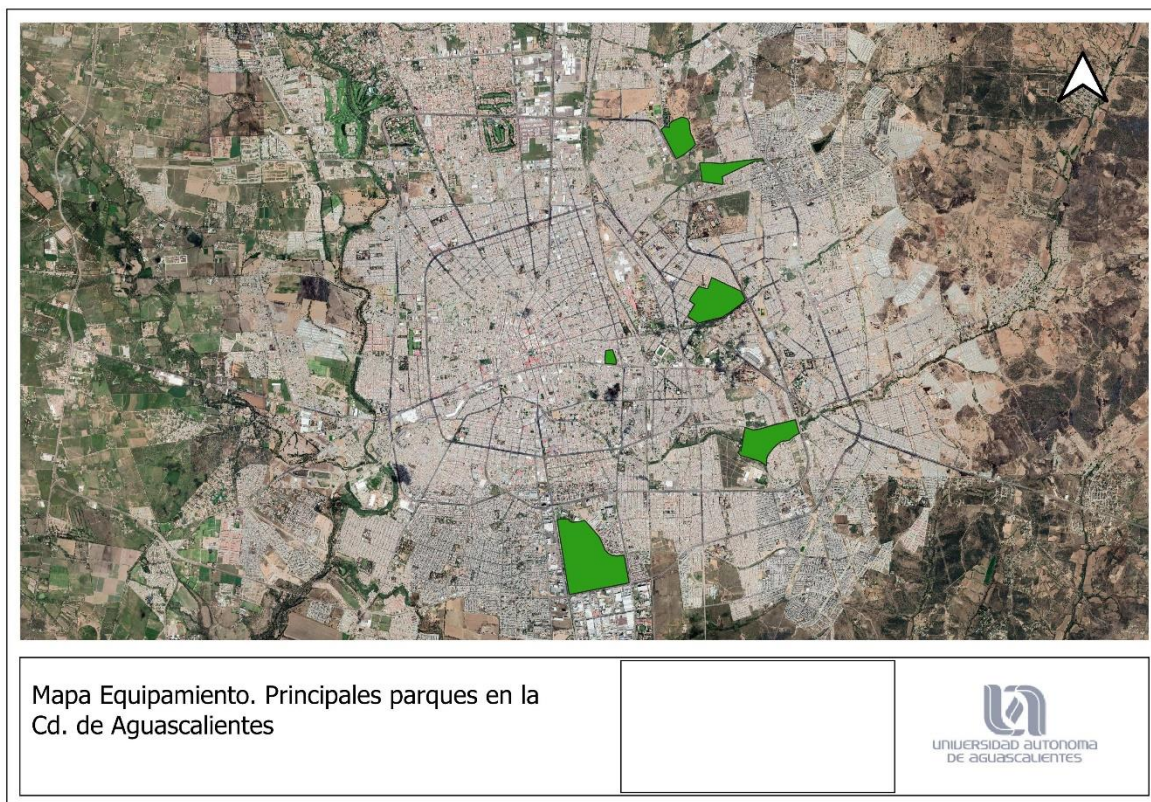 Mapa Equipamiento. Principales parques en la
Cd. de Aguascalientes
UNIVERSIDAD AUTONOMA
DE AGUASCALIENTES